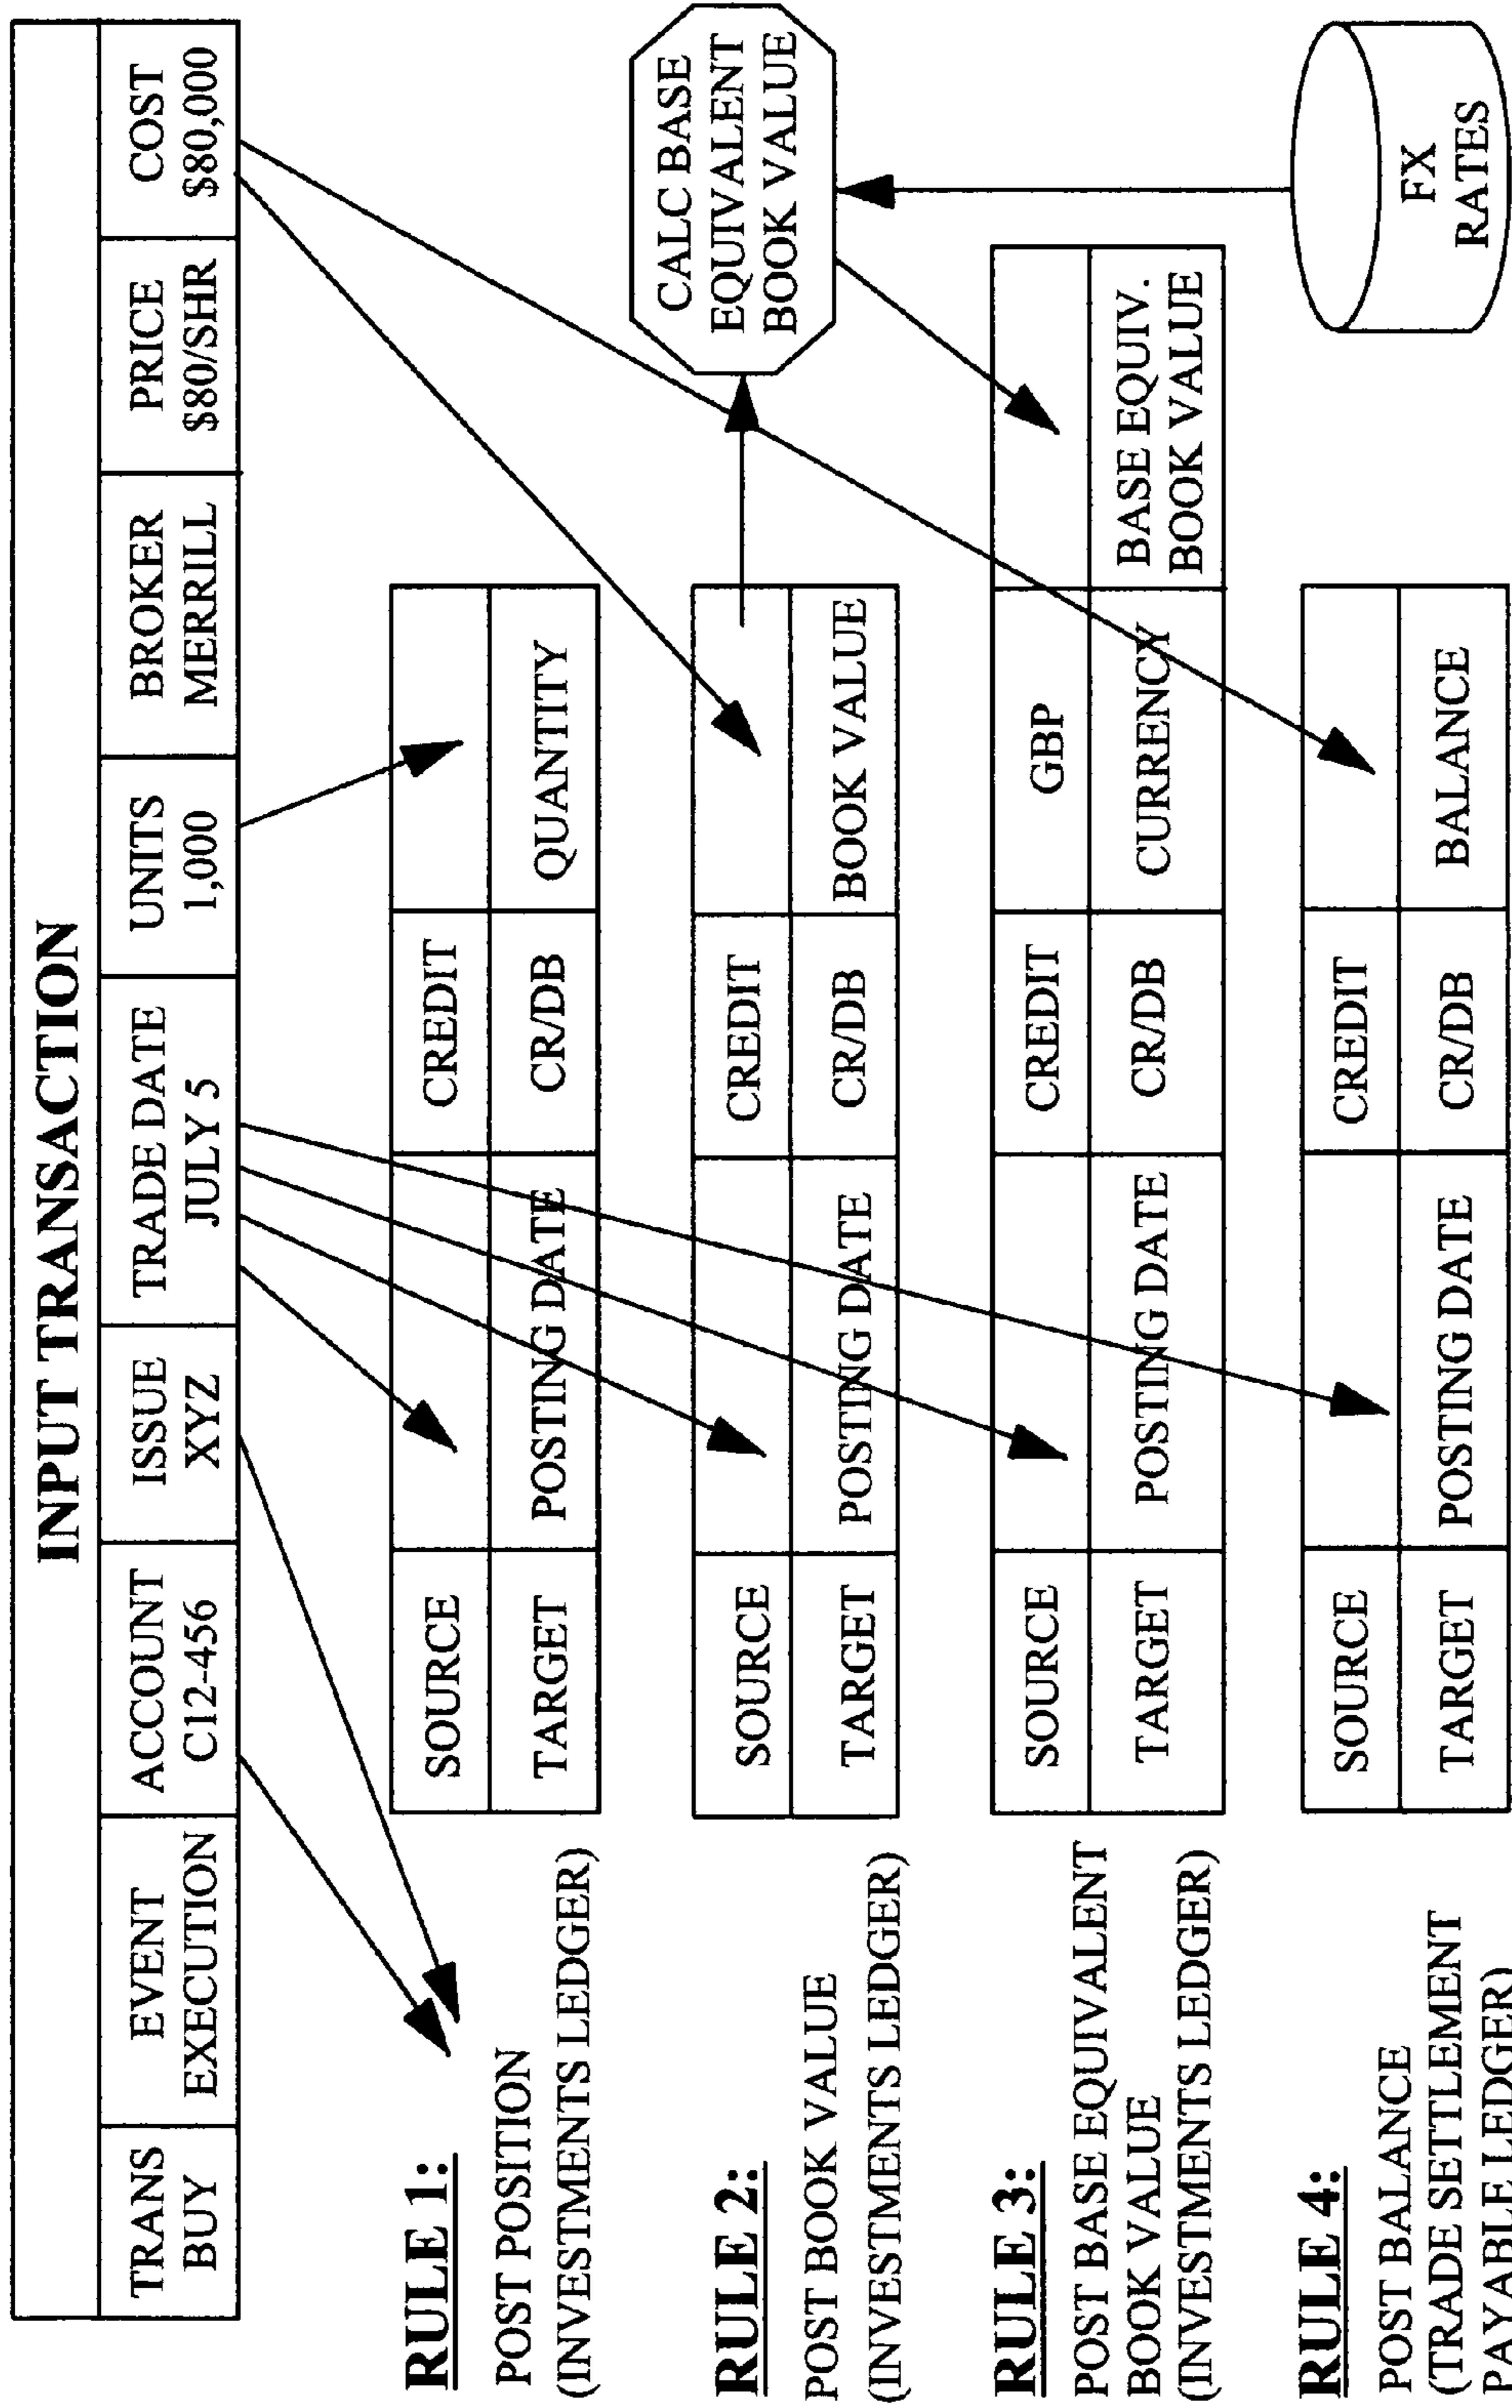 INPUT TRANSACTION
TRANS EVENT ACCOUNT ISSUE TRADE DATE UNITS BROKER PRICE COST
BUY EXECUTION C12-456 XYZ JULY 5 1,000 MERRILL $80/SHR $80,000
RULE 1:
POST POSITION
(INVESTMENTS LEDGER)
SOURCE CREDIT
TARGET POSTING DATE CR/DB QUANTITY
RULE 2:
POST BOOK VALUE
(INVESTMENTS LEDGER)
SOURCE CREDIT
TARGET POSTING DATE CR/DB BOOK VALUE
CALC BASE
EQUIVALENT
BOOK VALUE
RULE 3:
POST BASE EQUIVALENT
BOOK VALUE
(INVESTMENTS LEDGER)
SOURCE CREDIT GBP
TARGET POSTING DATE CR/DB CURRENCY BASE EQUIV.
BOOK VALUE
RULE 4:
POST BALANCE
(TRADE SETTLEMENT
PAYABLE LEDGER)
SOURCE CREDIT
TARGET POSTING DATE CR/DB BALANCE
FX
RATES